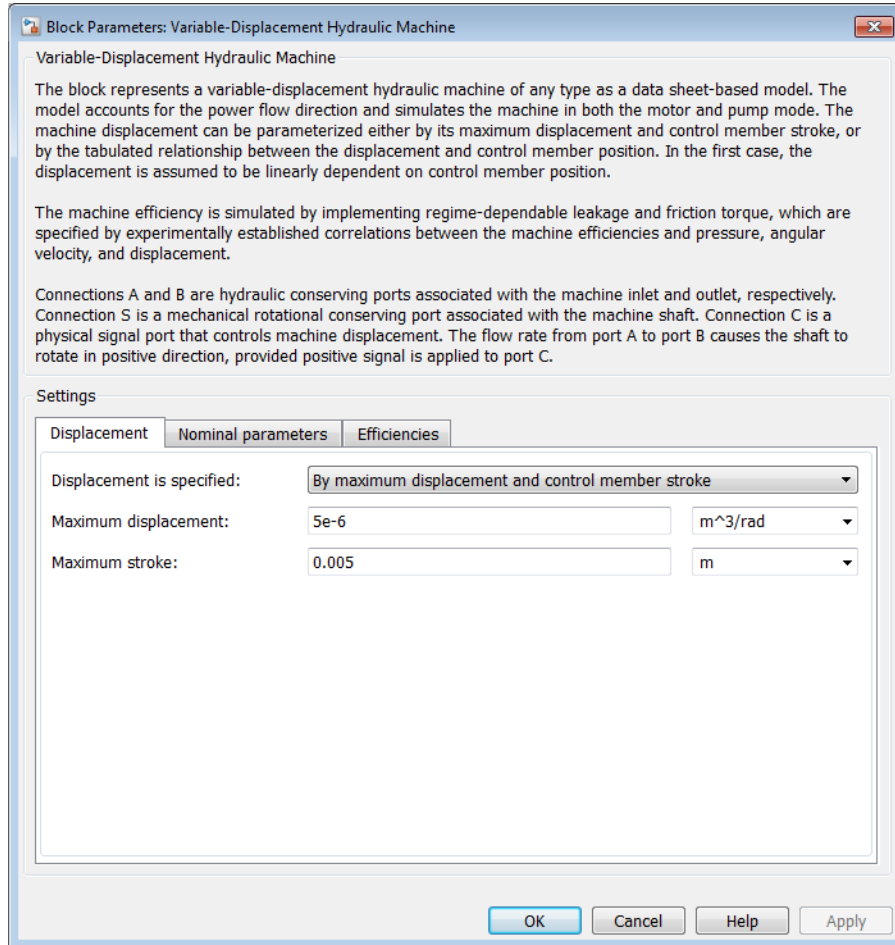 Block Parameters: Variable-Displacement Hydraulic Machine
Variable-Displacement Hydraulic Machine
The block represents a variable-displacement hydraulic machine of any type as a data sheet-based model. The
model accounts for the power flow direction and simulates the machine in both the motor and pump mode. The
machine displacement can be parameterized either by its maximum displacement and control member stroke, or
by the tabulated relationship between the displacement and control member position. In the first case, the
displacement is assumed to be linearly dependent on control member position.
The machine efficiency is simulated by implementing regime-dependable leakage and friction torque, which are
specified by experimentally established correlations between the machine efficiencies and pressure, angular
velocity, and displacement.
Connections A and B are hydraulic conserving ports associated with the machine inlet and outlet, respectively.
Connection S is a mechanical rotational conserving port associated with the machine shaft. Connection C is a
physical signal port that controls machine displacement. The flow rate from port A to port B causes the shaft to
rotate in positive direction, provided positive signal is applied to port C.
Settings
Displacement Nominal parameters Efficiencies
Displacement is specified: By maximum displacement and control member stroke
Maximum displacement: 5e-6 m^3/rad
Maximum stroke: 0.005 m
OK Cancel Help Apply